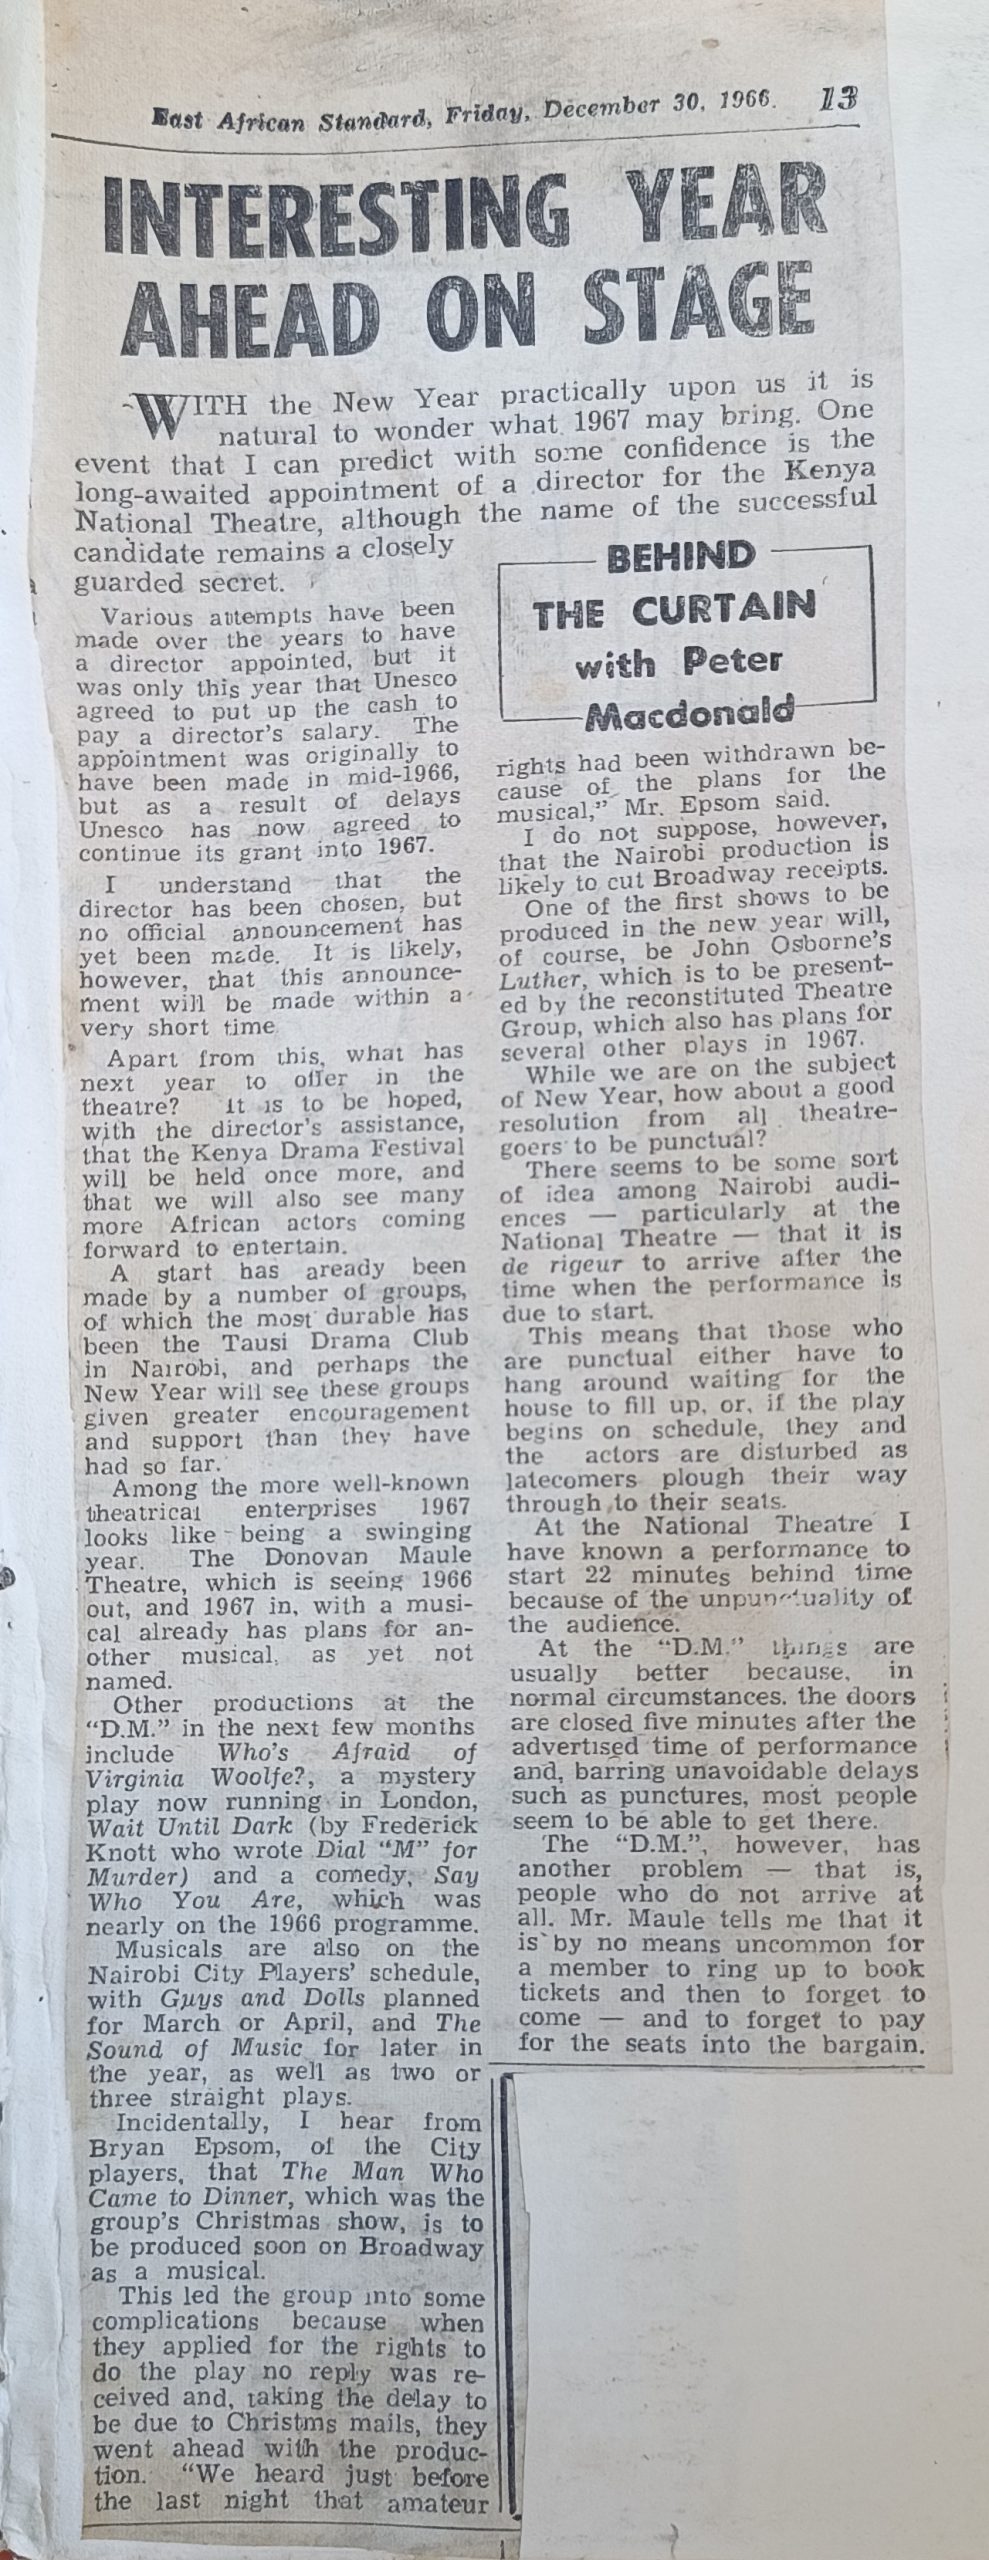 East African Standard, Friday, December 30, 1966. 13
INTERESTING YEAR
AHEAD ON STAGE
WITH the New Year practically upon us it is
natural to wonder what 1967 may bring. One
event that I can predict with some confidence is the
long-awaited appointment of a director for the Kenya
National Theatre, although the name of the successful
candidate remains a closely
guarded secret.
Various attempts have been
made over the years to have
a director appointed, but it
was only this year that Unesco
agreed to put up the cash to
pay a director's salary. The
appointment was originally to
have been made in mid-1966,
but as a result of delays
Unesco has now agreed to
continue its grant into 1967.
I understand that the
director has been chosen, but
no official announcement has
yet been made. It is likely,
however, that this announce-
ment will be made within a
very short time
Apart from this, what has
next year to offer in the
theatre? It is to be hoped,
with the director's assistance,
that the Kenya Drama Festival
will be held once more, and
that we will also see many
more African actors coming
forward to entertain.
A start has aready been
made by a number of groups,
of which the most durable has
been the Tausi Drama Club
in Nairobi, and perhaps the
New Year will see these groups
given greater encouragement
and support than they have
had so far.
Among the more well-known
theatrical enterprises 1967
looks like being a swinging
year. The Donovan Maule
Theatre, which is seeing 1966
out, and 1967 in, with a musi-
cal already has plans for an-
other musical, as yet not
named.
Other productions at the
"D.M." in the next few months
include Who's Afraid of
Virginia Woolfe?, a mystery
play now running in London,
Wait Until Dark (by Frederick
Knott who wrote Dial "M" for
Murder) and a comedy, Say
Who You Are, which was
nearly on the 1966 programme.
Musicals are also on the
Nairobi City Players' schedule,
with Guys and Dolls planned
for March or April, and The
Sound of Music for later in
the year, as well as two or
three straight plays.
Incidentally, I hear from
Bryan Epsom, of the City
players, that The Man Who
Came to Dinner, which was the
group's Christmas show, is to
be produced soon on Broadway
as a musical.
This led the group into some
complications because when
they applied for the rights to
do the play no reply was re-
ceived and, taking the delay to
be due to Christms mails, they
went ahead with the produc-
tion. "We heard just before
the last night that amateur
BEHIND
THE CURTAIN
with Peter
Macdonald
rights had been withdrawn be-
cause of the plans for the
musical," Mr. Epsom said.
I do not suppose, however,
that the Nairobi production is
likely to cut Broadway receipts.
One of the first shows to be
produced in the new year will,
of course, be John Osborne's
Luther, which is to be present-
ed by the reconstituted Theatre
Group, which also has plans for
several other plays in 1967.
While we are on the subject
of New Year, how about a good
resolution from all theatre-
goers to be punctual?
There seems to be some sort
of idea among Nairobi audi-
ences — particularly at the
National Theatre — that it is
de rigeur to arrive after the
time when the performance is
due to start.
This means that those who
are punctual either have to
hang around waiting for the
house to fill up, or, if the play
begins on schedule, they and
the actors are disturbed as
latecomers plough their way
through to their seats.
At the National Theatre I
have known a performance to
start 22 minutes behind time
because of the unpunctuality of
the audience.
At the "D.M." things are
usually better because, in
normal circumstances, the doors
are closed five minutes after the
advertised time of performance
and, barring unavoidable delays
such as punctures, most people
seem to be able to get there.
The "D.M.", however, has
another problem — that is,
people who do not arrive at
all. Mr. Maule tells me that it
is by no means uncommon for
a member to ring up to book
tickets and then to forget to
come — and to forget to pay
for the seats into the bargain.